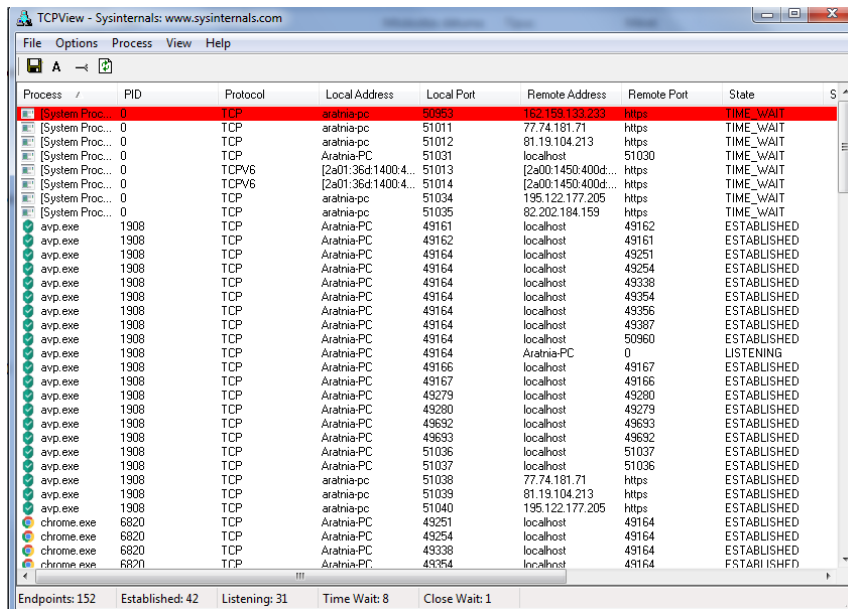 TCPView - Sysinternals: www.sysinternals.com
File Options Process View Help
A
Process / PID Protocol Local Address Local Port Remote Address Remote Port State S
[System Proc... 0 TCP aratnia-pc 50953 162.159.133.233 https TIME_WAIT
[System Proc... 0 TCP aratnia-pc 51011 77.74.181.71 https TIME_WAIT
[System Proc... 0 TCP aratnia-pc 51012 81.19.104.213 https TIME_WAIT
[System Proc... 0 TCP Aratnia-PC 51031 localhost 51030 TIME_WAIT
[System Proc... 0 TCPV6 [2a01:36d:1400:4... 51013 [2a00:1450:400d:... https TIME_WAIT
[System Proc... 0 TCPV6 [2a01:36d:1400:4... 51014 [2a00:1450:400d:... https TIME_WAIT
[System Proc... 0 TCP aratnia-pc 51034 195.122.177.205 https TIME_WAIT
[System Proc... 0 TCP aratnia-pc 51035 82.202.184.159 https TIME_WAIT
avp.exe 1908 TCP Aratnia-PC 49161 localhost 49162 ESTABLISHED
avp.exe 1908 TCP Aratnia-PC 49162 localhost 49161 ESTABLISHED
avp.exe 1908 TCP Aratnia-PC 49164 localhost 49251 ESTABLISHED
avp.exe 1908 TCP Aratnia-PC 49164 localhost 49254 ESTABLISHED
avp.exe 1908 TCP Aratnia-PC 49164 localhost 49338 ESTABLISHED
avp.exe 1908 TCP Aratnia-PC 49164 localhost 49354 ESTABLISHED
avp.exe 1908 TCP Aratnia-PC 49164 localhost 49356 ESTABLISHED
avp.exe 1908 TCP Aratnia-PC 49164 localhost 49387 ESTABLISHED
avp.exe 1908 TCP Aratnia-PC 49164 localhost 50960 ESTABLISHED
avp.exe 1908 TCP Aratnia-PC 49164 Aratnia-PC 0 LISTENING
avp.exe 1908 TCP Aratnia-PC 49166 localhost 49167 ESTABLISHED
avp.exe 1908 TCP Aratnia-PC 49167 localhost 49166 ESTABLISHED
avp.exe 1908 TCP Aratnia-PC 49279 localhost 49280 ESTABLISHED
avp.exe 1908 TCP Aratnia-PC 49280 localhost 49279 ESTABLISHED
avp.exe 1908 TCP Aratnia-PC 49692 localhost 49693 ESTABLISHED
avp.exe 1908 TCP Aratnia-PC 49693 localhost 49692 ESTABLISHED
avp.exe 1908 TCP Aratnia-PC 51036 localhost 51037 ESTABLISHED
avp.exe 1908 TCP Aratnia-PC 51037 localhost 51036 ESTABLISHED
avp.exe 1908 TCP aratnia-pc 51038 77.74.181.71 https ESTABLISHED
avp.exe 1908 TCP aratnia-pc 51039 81.19.104.213 https ESTABLISHED
avp.exe 1908 TCP aratnia-pc 51040 195.122.177.205 https ESTABLISHED
chrome.exe 6820 TCP Aratnia-PC 49251 localhost 49164 ESTABLISHED
chrome.exe 6820 TCP Aratnia-PC 49254 localhost 49164 ESTABLISHED
chrome.exe 6820 TCP Aratnia-PC 49338 localhost 49164 ESTABLISHED
chrome.exe 6820 TCP Aratnia-PC 49354 localhost 49164 ESTABLISHED
Endpoints: 152 Established: 42 Listening: 31 Time Wait: 8 Close Wait: 1